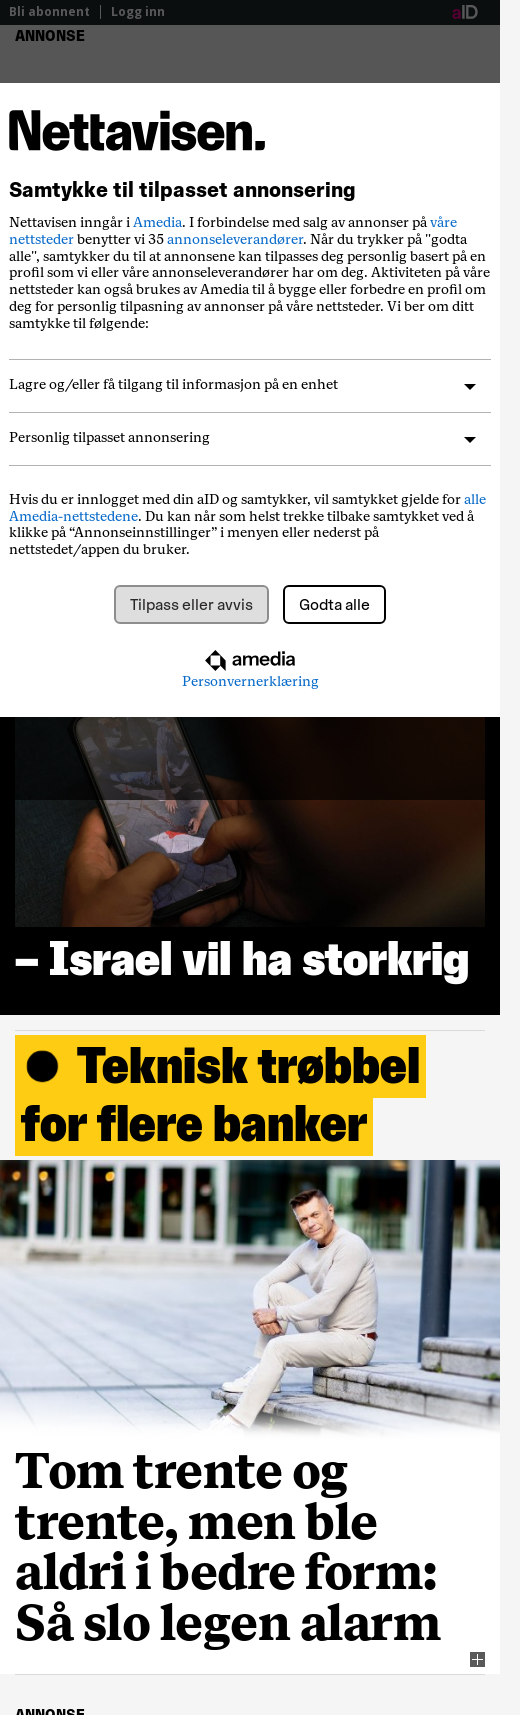 Bli abonnent
Logg inn
aID
ANNONSE
Nettavisen.
Samtykke til tilpasset annonsering
Nettavisen inngår i Amedia. I forbindelse med salg av annonser på våre
nettsteder benytter vi 35 annonseleverandører. Når du trykker på "godta
alle", samtykker du til at annonsene kan tilpasses deg personlig basert på en
profil som vi eller våre annonseleverandører har om deg. Aktiviteten på våre
nettsteder kan også brukes av Amedia til å bygge eller forbedre en profil om
deg for personlig tilpasning av annonser på våre nettsteder. Vi ber om ditt
samtykke til følgende:
Lagre og/eller få tilgang til informasjon på en enhet
Personlig tilpasset annonsering
Hvis du er innlogget med din aID og samtykker, vil samtykket gjelde for alle
Amedia-nettstedene. Du kan når som helst trekke tilbake samtykket ved å
klikke på “Annonseinnstillinger” i menyen eller nederst på
nettstedet/appen du bruker.
Tilpass eller avvis
Godta alle
amedia
Personvernerklæring
– Israel vil ha storkrig
Teknisk trøbbel
for flere banker
Tom trente og
trente, men ble
aldri i bedre form:
Så slo legen alarm
ANNONSE